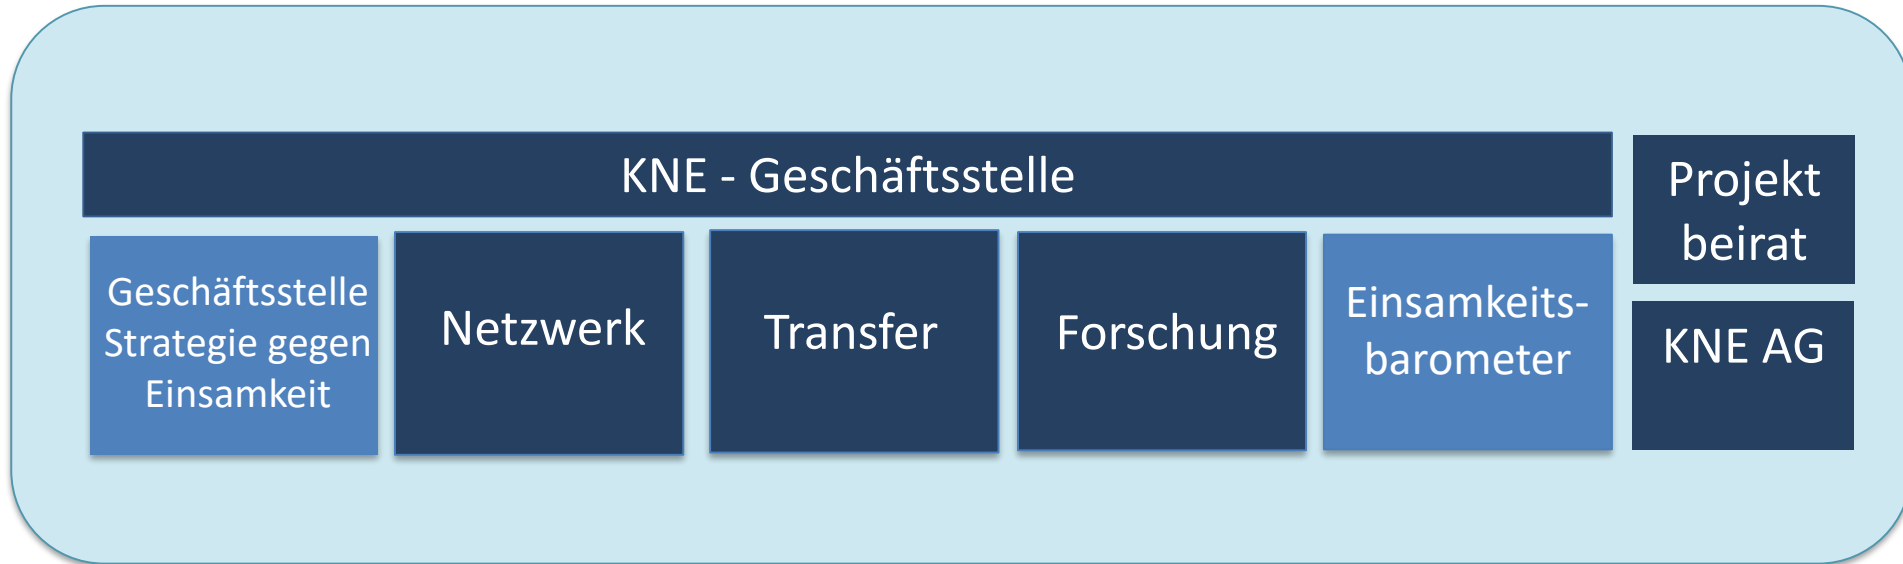 KNE - Geschäftsstelle
Projekt
beirat
Geschäftsstelle
Strategie gegen
Einsamkeit
Netzwerk
Transfer
Forschung
Einsamkeits-
barometer
KNE AG